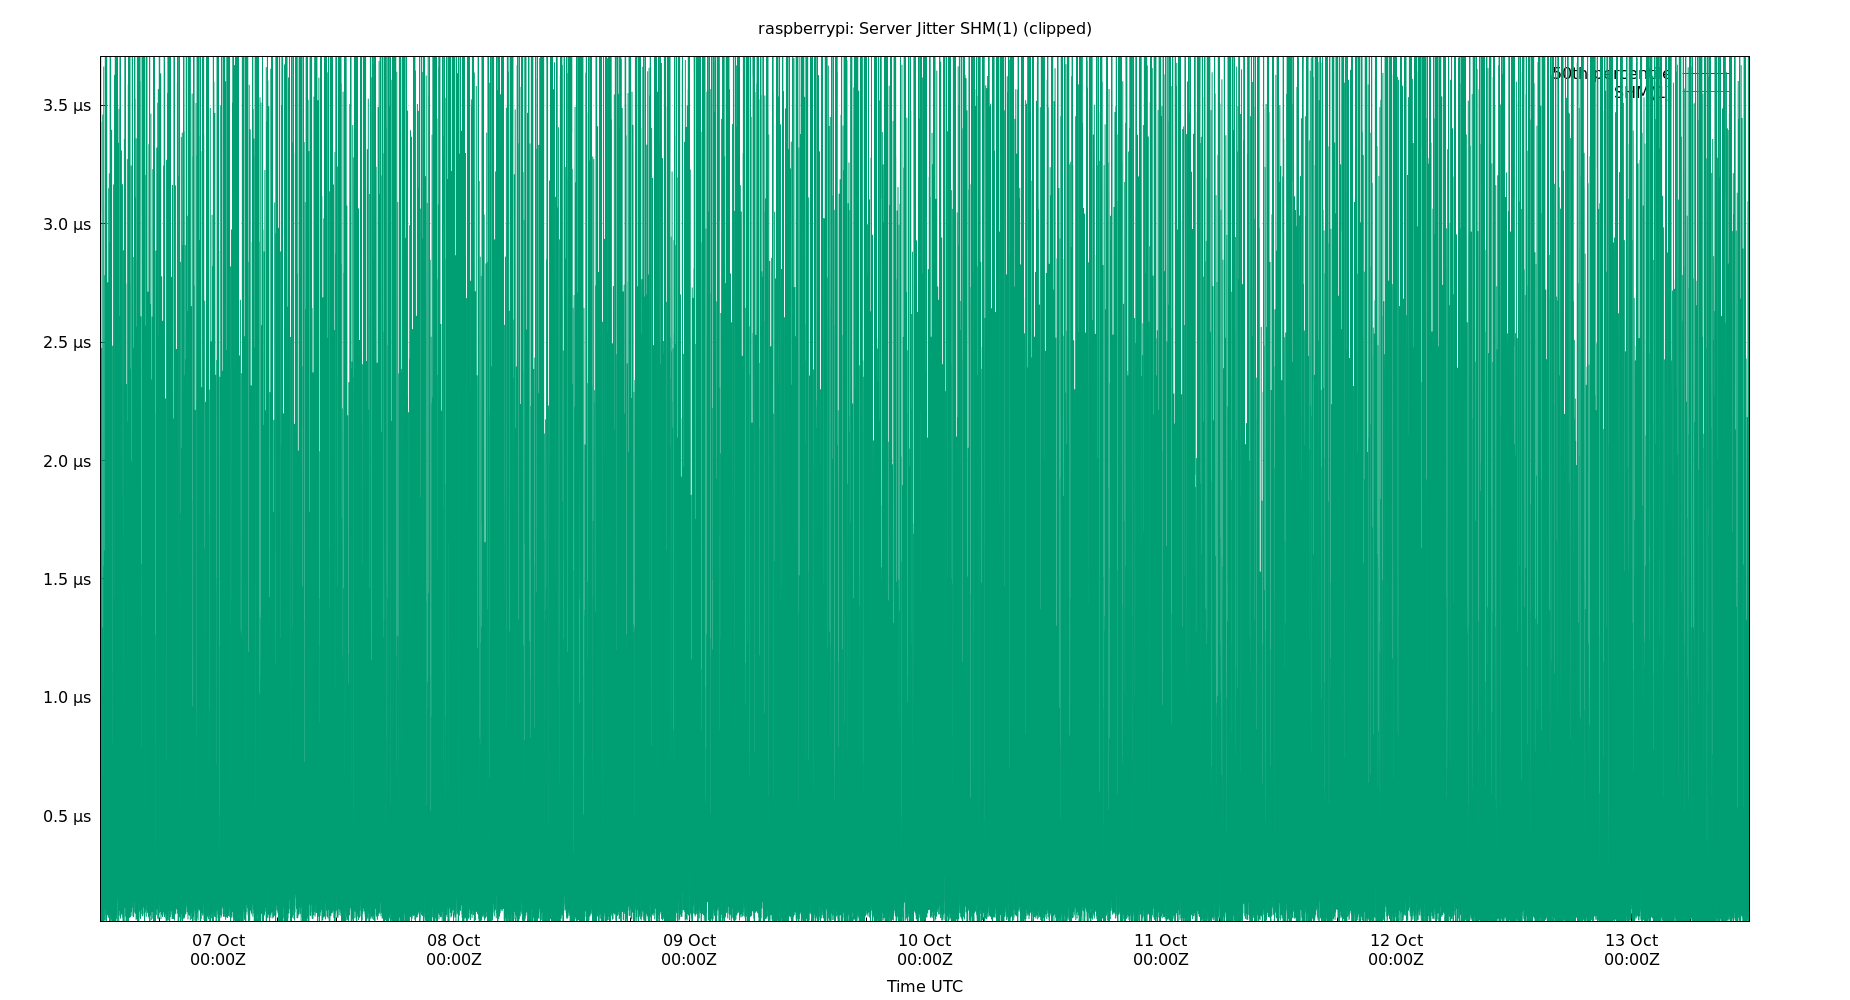 raspberrypi: Server Jitter SHM(1) (clipped)
50th percentile
SHM(1)
3.5 μs
3.0 μs
2.5 μs
2.0 μs
1.5 μs
1.0 μs
0.5 μs
07 Oct 08 Oct 09 Oct 10 Oct 11 Oct 12 Oct 13 Oct
00:00Z 00:00Z 00:00Z 00:00Z 00:00Z 00:00Z 00:00Z
Time UTC